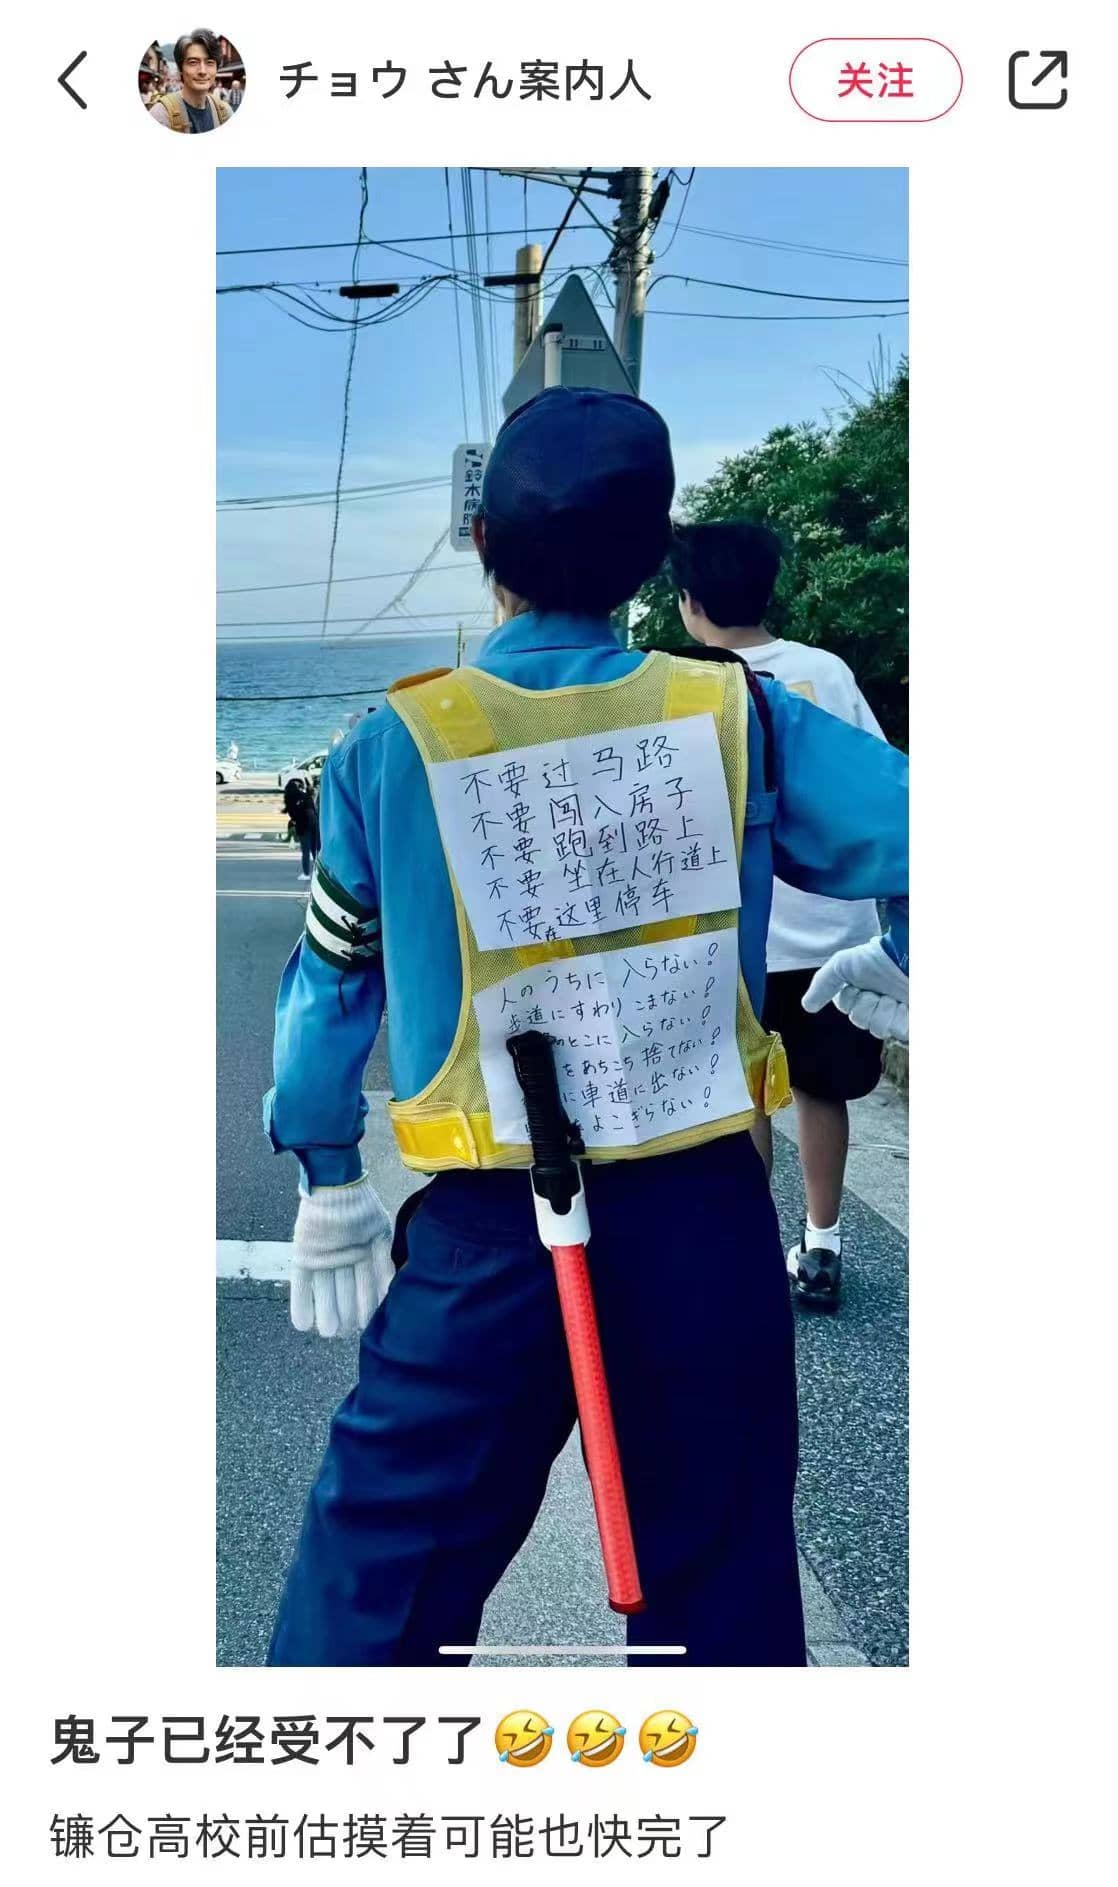 チョウ さん案内人
关注
鈴木病院
不要 过 马路
不要 闯入房子
不要 跑到路上
不要 坐在人行道上
不要在这里停车
人のうちに 入らない!
歩道にすわりこまない!
のとこに入らない!
をあちこち捨てない!
に車道に出ない!
よこぎらない!
鬼子已经受不了了🤣🤣🤣
镰仓高校前估摸着可能也快完了